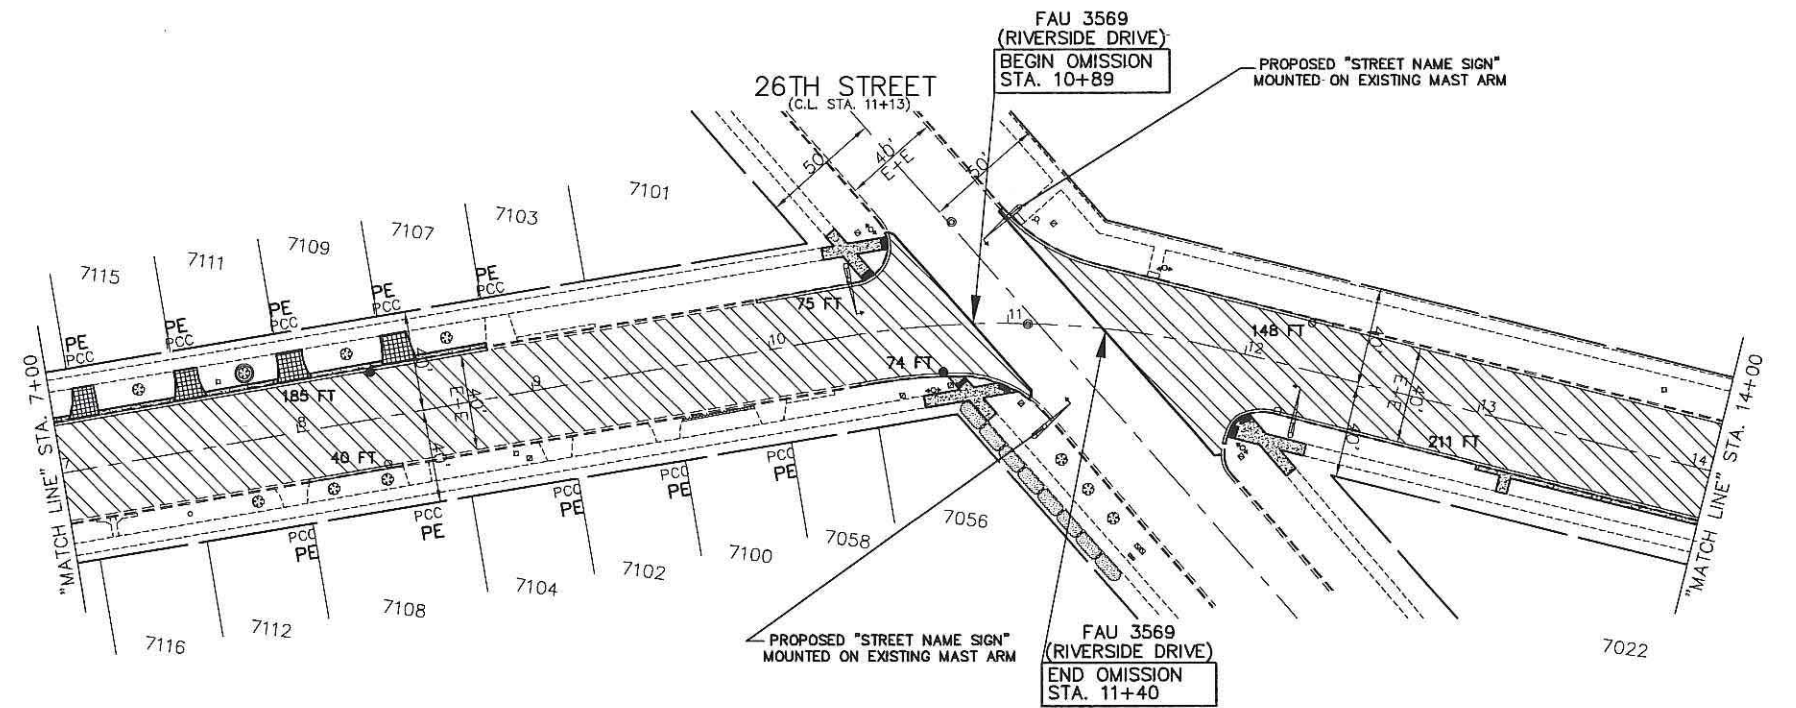 FAU 3569
(RIVERSIDE DRIVE)
BEGIN OMISSION
STA. 10+89
PROPOSED "STREET NAME SIGN"
MOUNTED ON EXISTING MAST ARM
26TH STREET
(C.L. STA. 11+13)
50'
40'
E+E
50'
7101
7103
7107
7109
7111
7115
PE
PCC
PE
PCC
PE
PCC
PE
PCC
PE
PCC
75 FT
11
10
148 FT
12
74 FT
9
185 FT
8
40'
E+E
40'
40 FT
7
40'
E+E
40'
40'
13
211 FT
14
"MATCH LINE" STA. 7+00
"MATCH LINE" STA. 14+00
PCC
PE
PCC
PE
PCC
PE
PCC
PE
PCC
PE
7056
7058
7100
7102
7104
7108
7112
7116
7022
PROPOSED "STREET NAME SIGN"
MOUNTED ON EXISTING MAST ARM
FAU 3569
(RIVERSIDE DRIVE)
END OMISSION
STA. 11+40